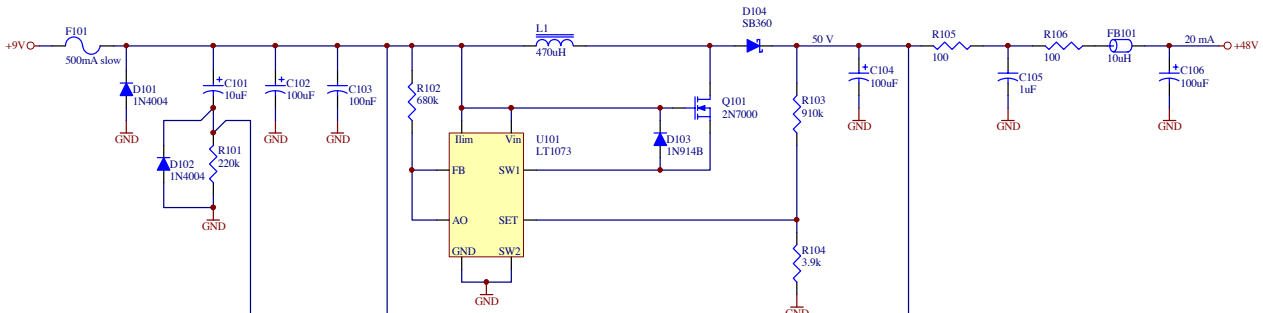 +9V
F101
500mA slow
D101
1N4004
GND
C101
10uF
D102
1N4004
R101
220k
GND
C102
100uF
GND
C103
100nF
GND
R102
680k
L1
470uH
Ilim
Vin
FB
SW1
AO
SET
GND
SW2
U101
LT1073
GND
D103
1N914B
Q101
2N7000
D104
SB360
50 V
R103
910k
R104
3.9k
GND
C104
100uF
GND
R105
100
C105
1uF
GND
R106
100
FB101
10uH
20 mA
+48V
C106
100uF
GND